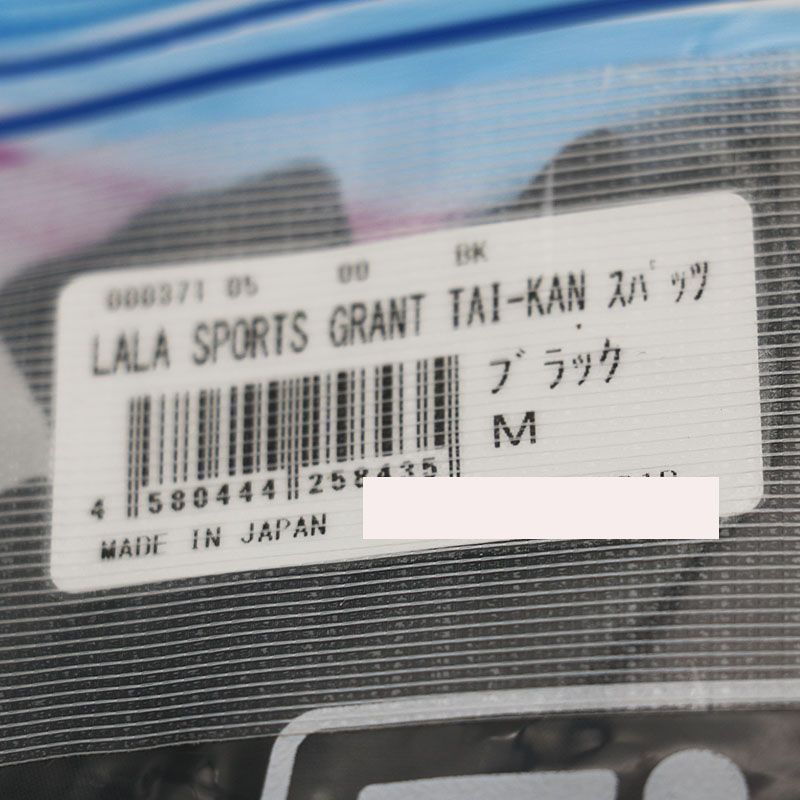 000371 05 00 BK
LALA SPORTS GRANT TAI-KAN スパッツ
ブラック
M
4 580444 258435
MADE IN JAPAN